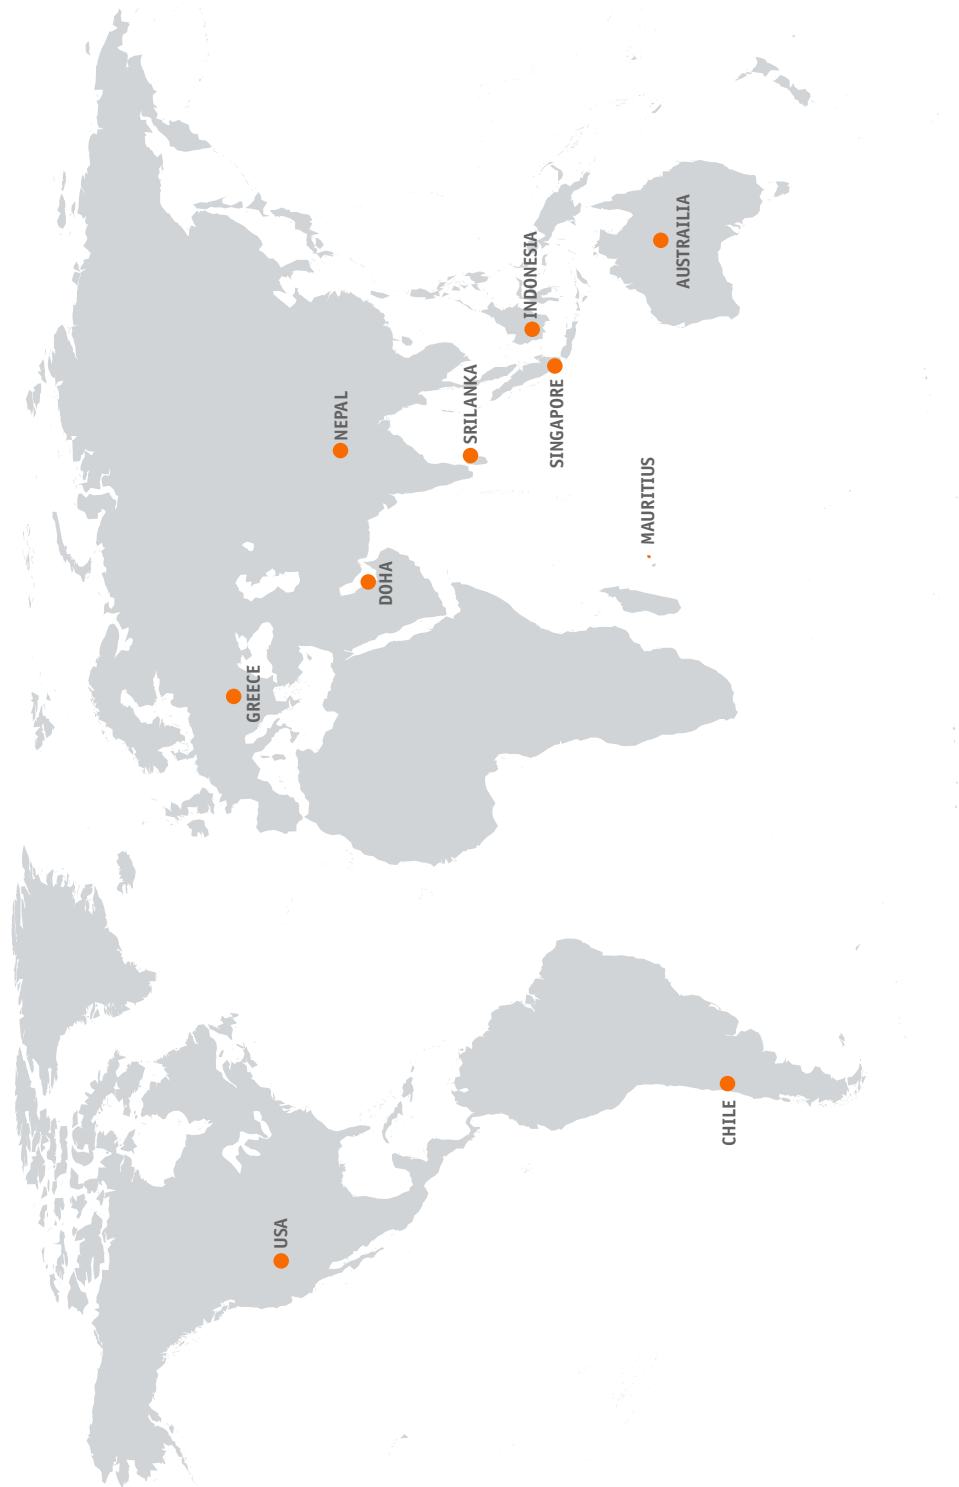 USA
CHILE
GREECE
DOHA
NEPAL
SRILANKA
SINGAPORE
INDONESIA
MAURITIUS
AUSTRAILIA